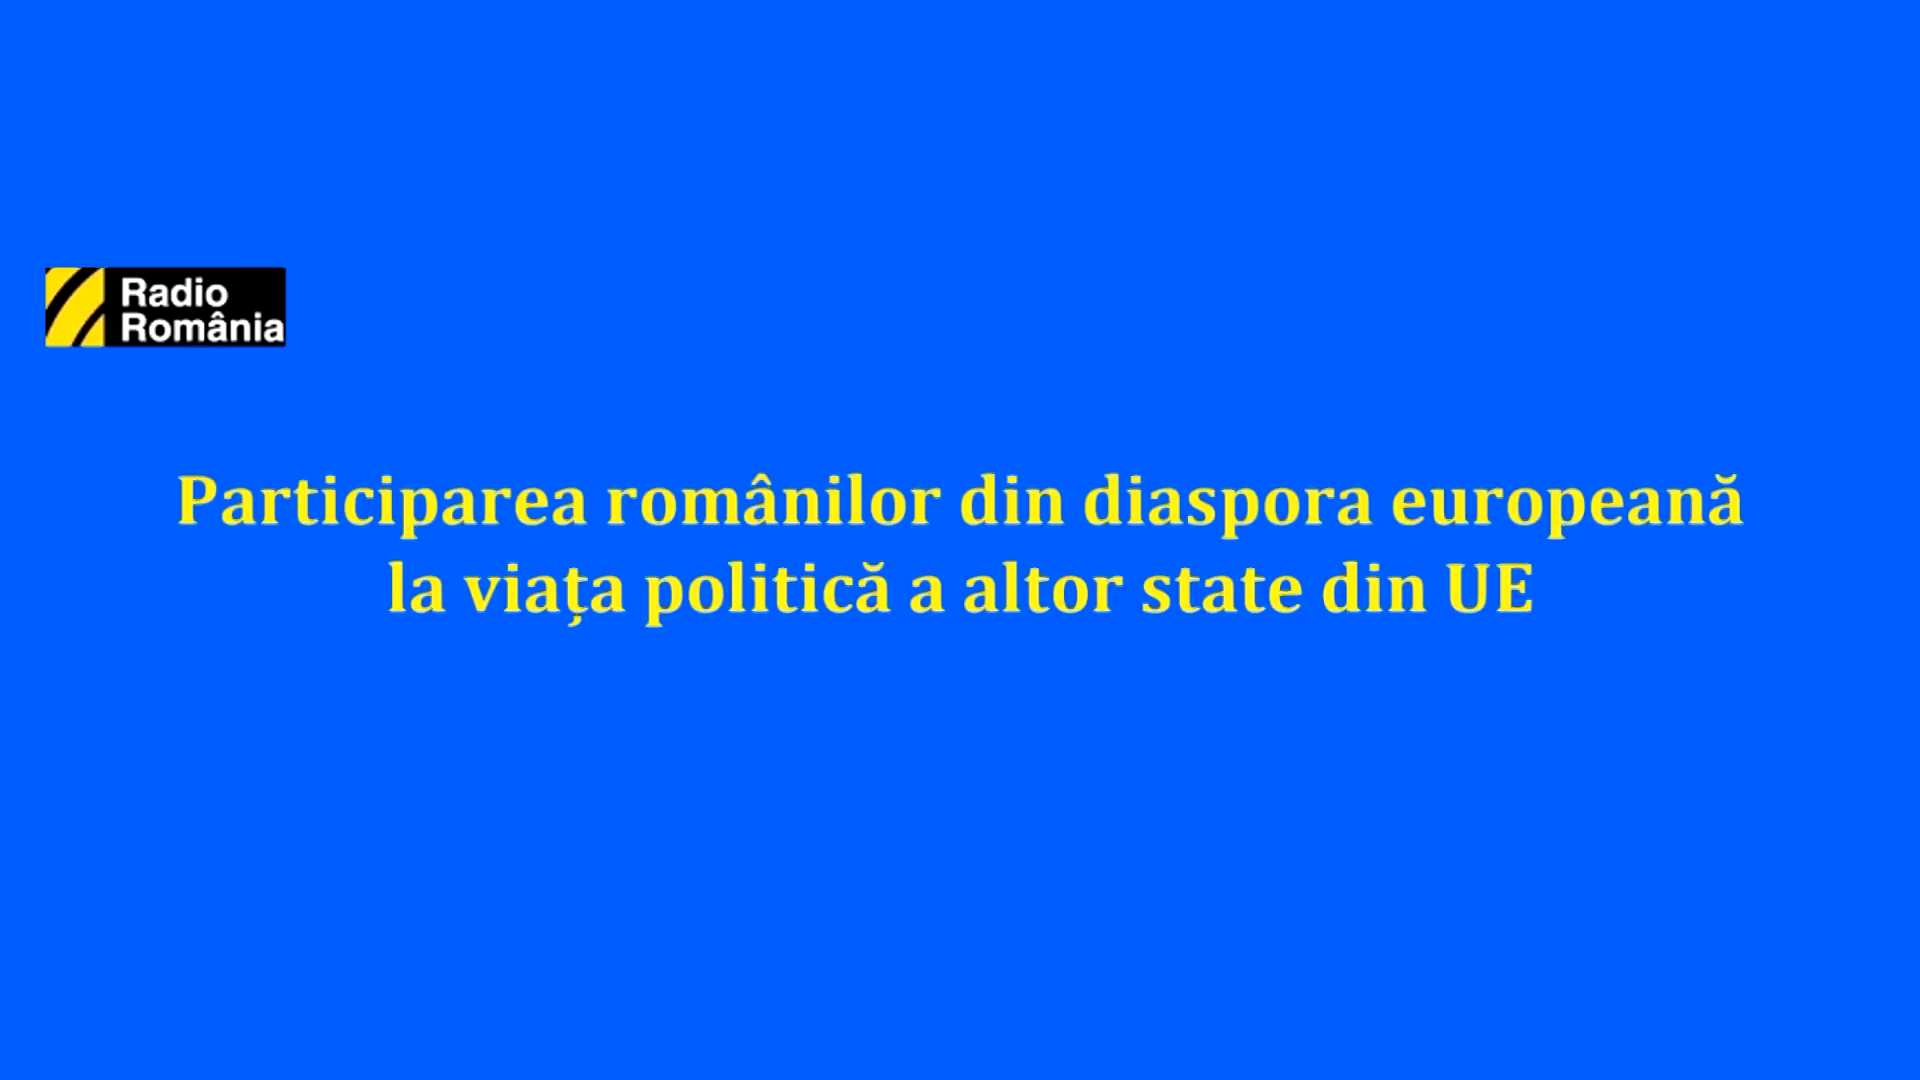 Radio
România
Participarea românilor din diaspora europeană
la viața politică a altor state din UE